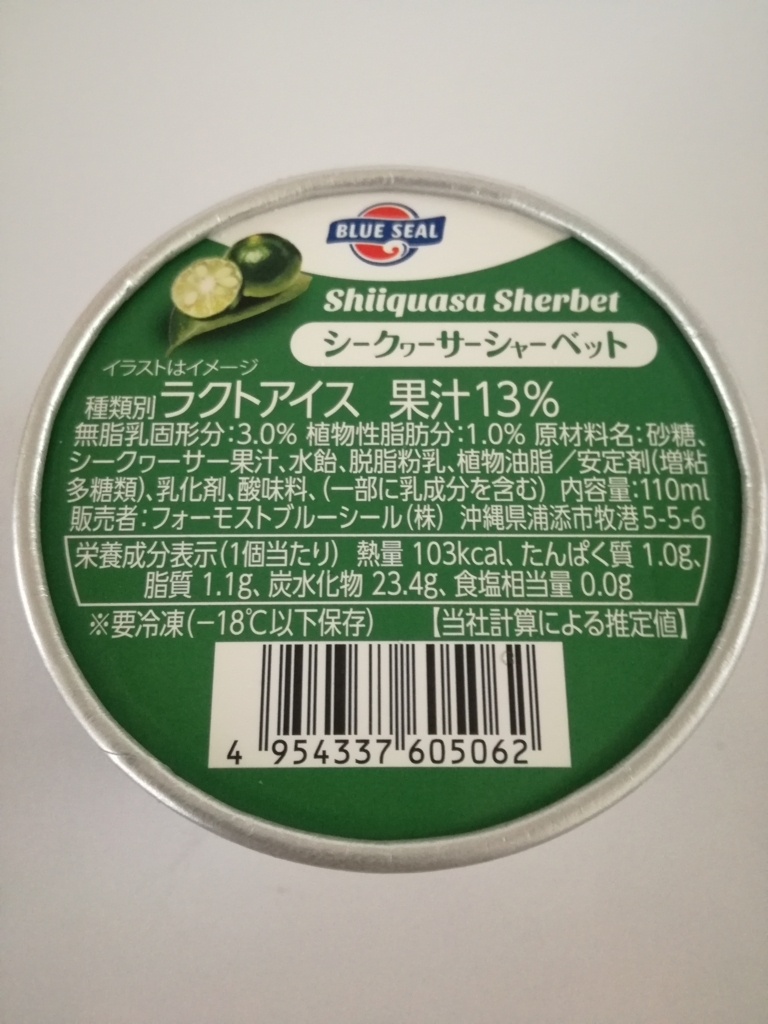 BLUE SEAL
Shiiquasa Sherbet
シークヮーサーシャーベット
イラストはイメージ
種類別 ラクトアイス 果汁13%
無脂乳固形分:3.0% 植物性脂肪分:1.0% 原材料名:砂糖、
シークヮーサー果汁、水飴、脱脂粉乳、植物油脂/安定剤(増粘
多糖類)、乳化剤、酸味料、(一部に乳成分を含む) 内容量:110ml
販売者:フォーモストブルーシール(株) 沖縄県浦添市牧港5-5-6
栄養成分表示(1個当たり) 熱量 103kcal、たんぱく質 1.0g、
脂質 1.1g、炭水化物 23.4g、食塩相当量 0.0g
※要冷凍(−18℃以下保存) 【当社計算による推定値】
4 954337 605062